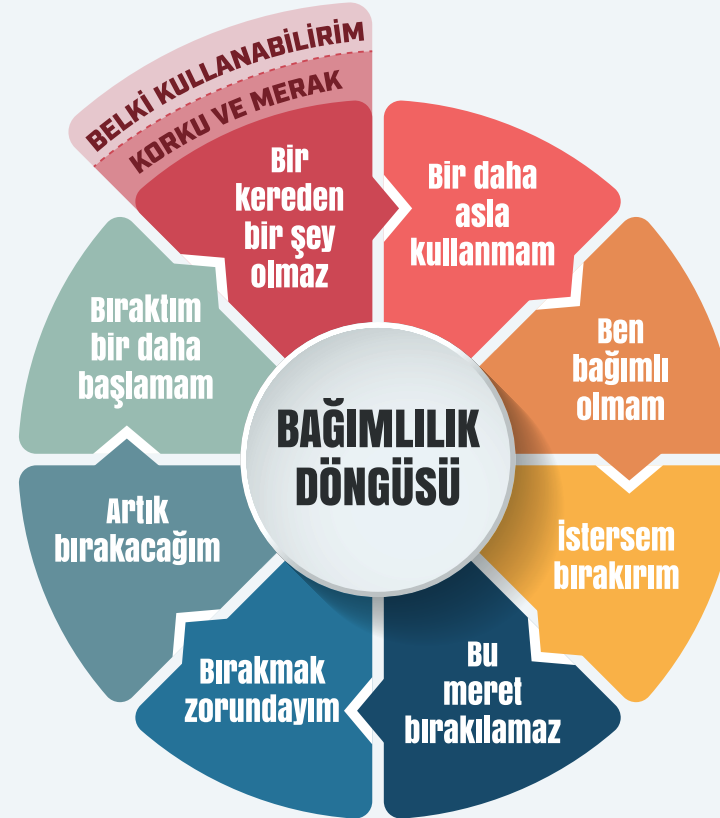 BELKİ KULLANABİLİRİM
KORKU VE MERAK
Bir
kereden
bir şey
olmaz
Bir daha
asla
kullanmam
Ben
bağımlı
olmam
istersem
bırakırım
Bu
meret
bırakılamaz
Bırakmak
zorundayım
Artık
bırakacağım
Bıraktım
bir daha
başlamam
BAĞIMLILIK
DÖNGÜSÜ